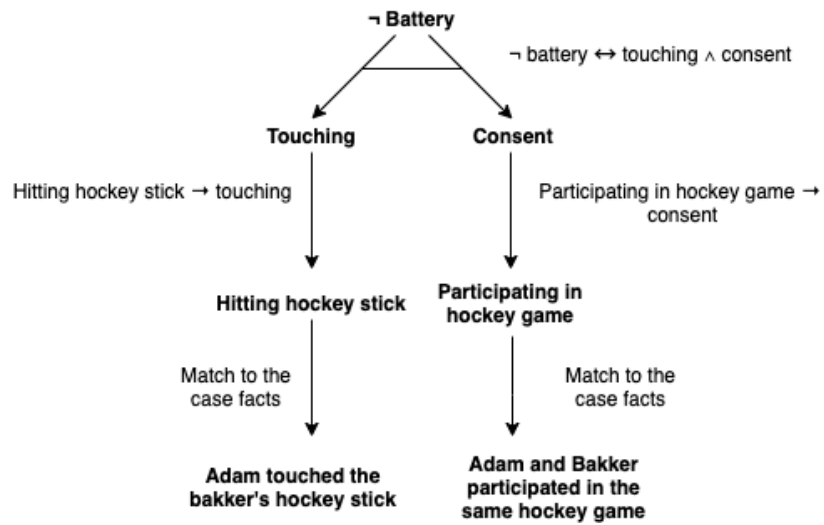 ¬ Battery
¬ battery ↔ touching ∧ consent
Touching
Consent
Hitting hockey stick → touching
Participating in hockey game →
consent
Hitting hockey stick
Participating in
hockey game
Match to the
case facts
Match to the
case facts
Adam touched the
bakker's hockey stick
Adam and Bakker
participated in the
same hockey game